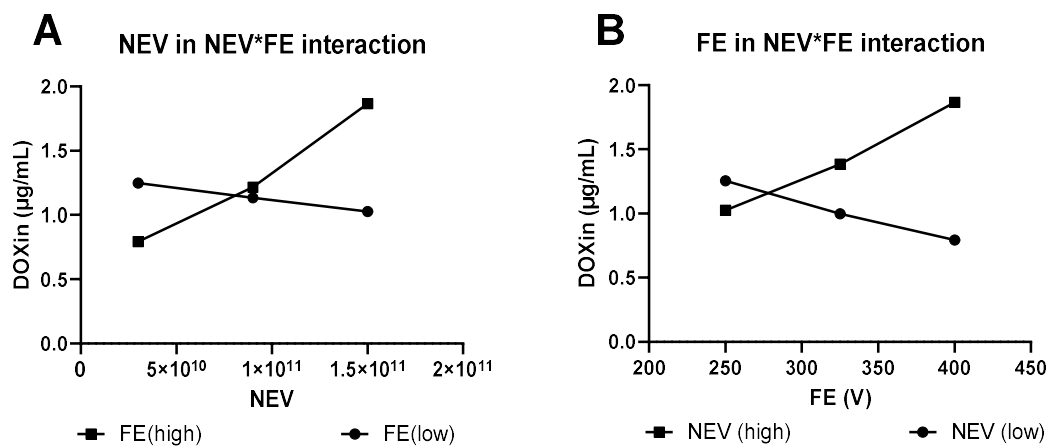 A
NEV in NEV*FE interaction
DOXin (µg/mL)
2.0
1.5
1.0
0.5
0.0
0
5×10¹⁰
1×10¹¹
1.5×10¹¹
2×10¹¹
NEV
FE(high)
FE(low)
B
FE in NEV*FE interaction
DOXin (µg/mL)
2.0
1.5
1.0
0.5
0.0
200
250
300
350
400
450
FE (V)
NEV (high)
NEV (low)